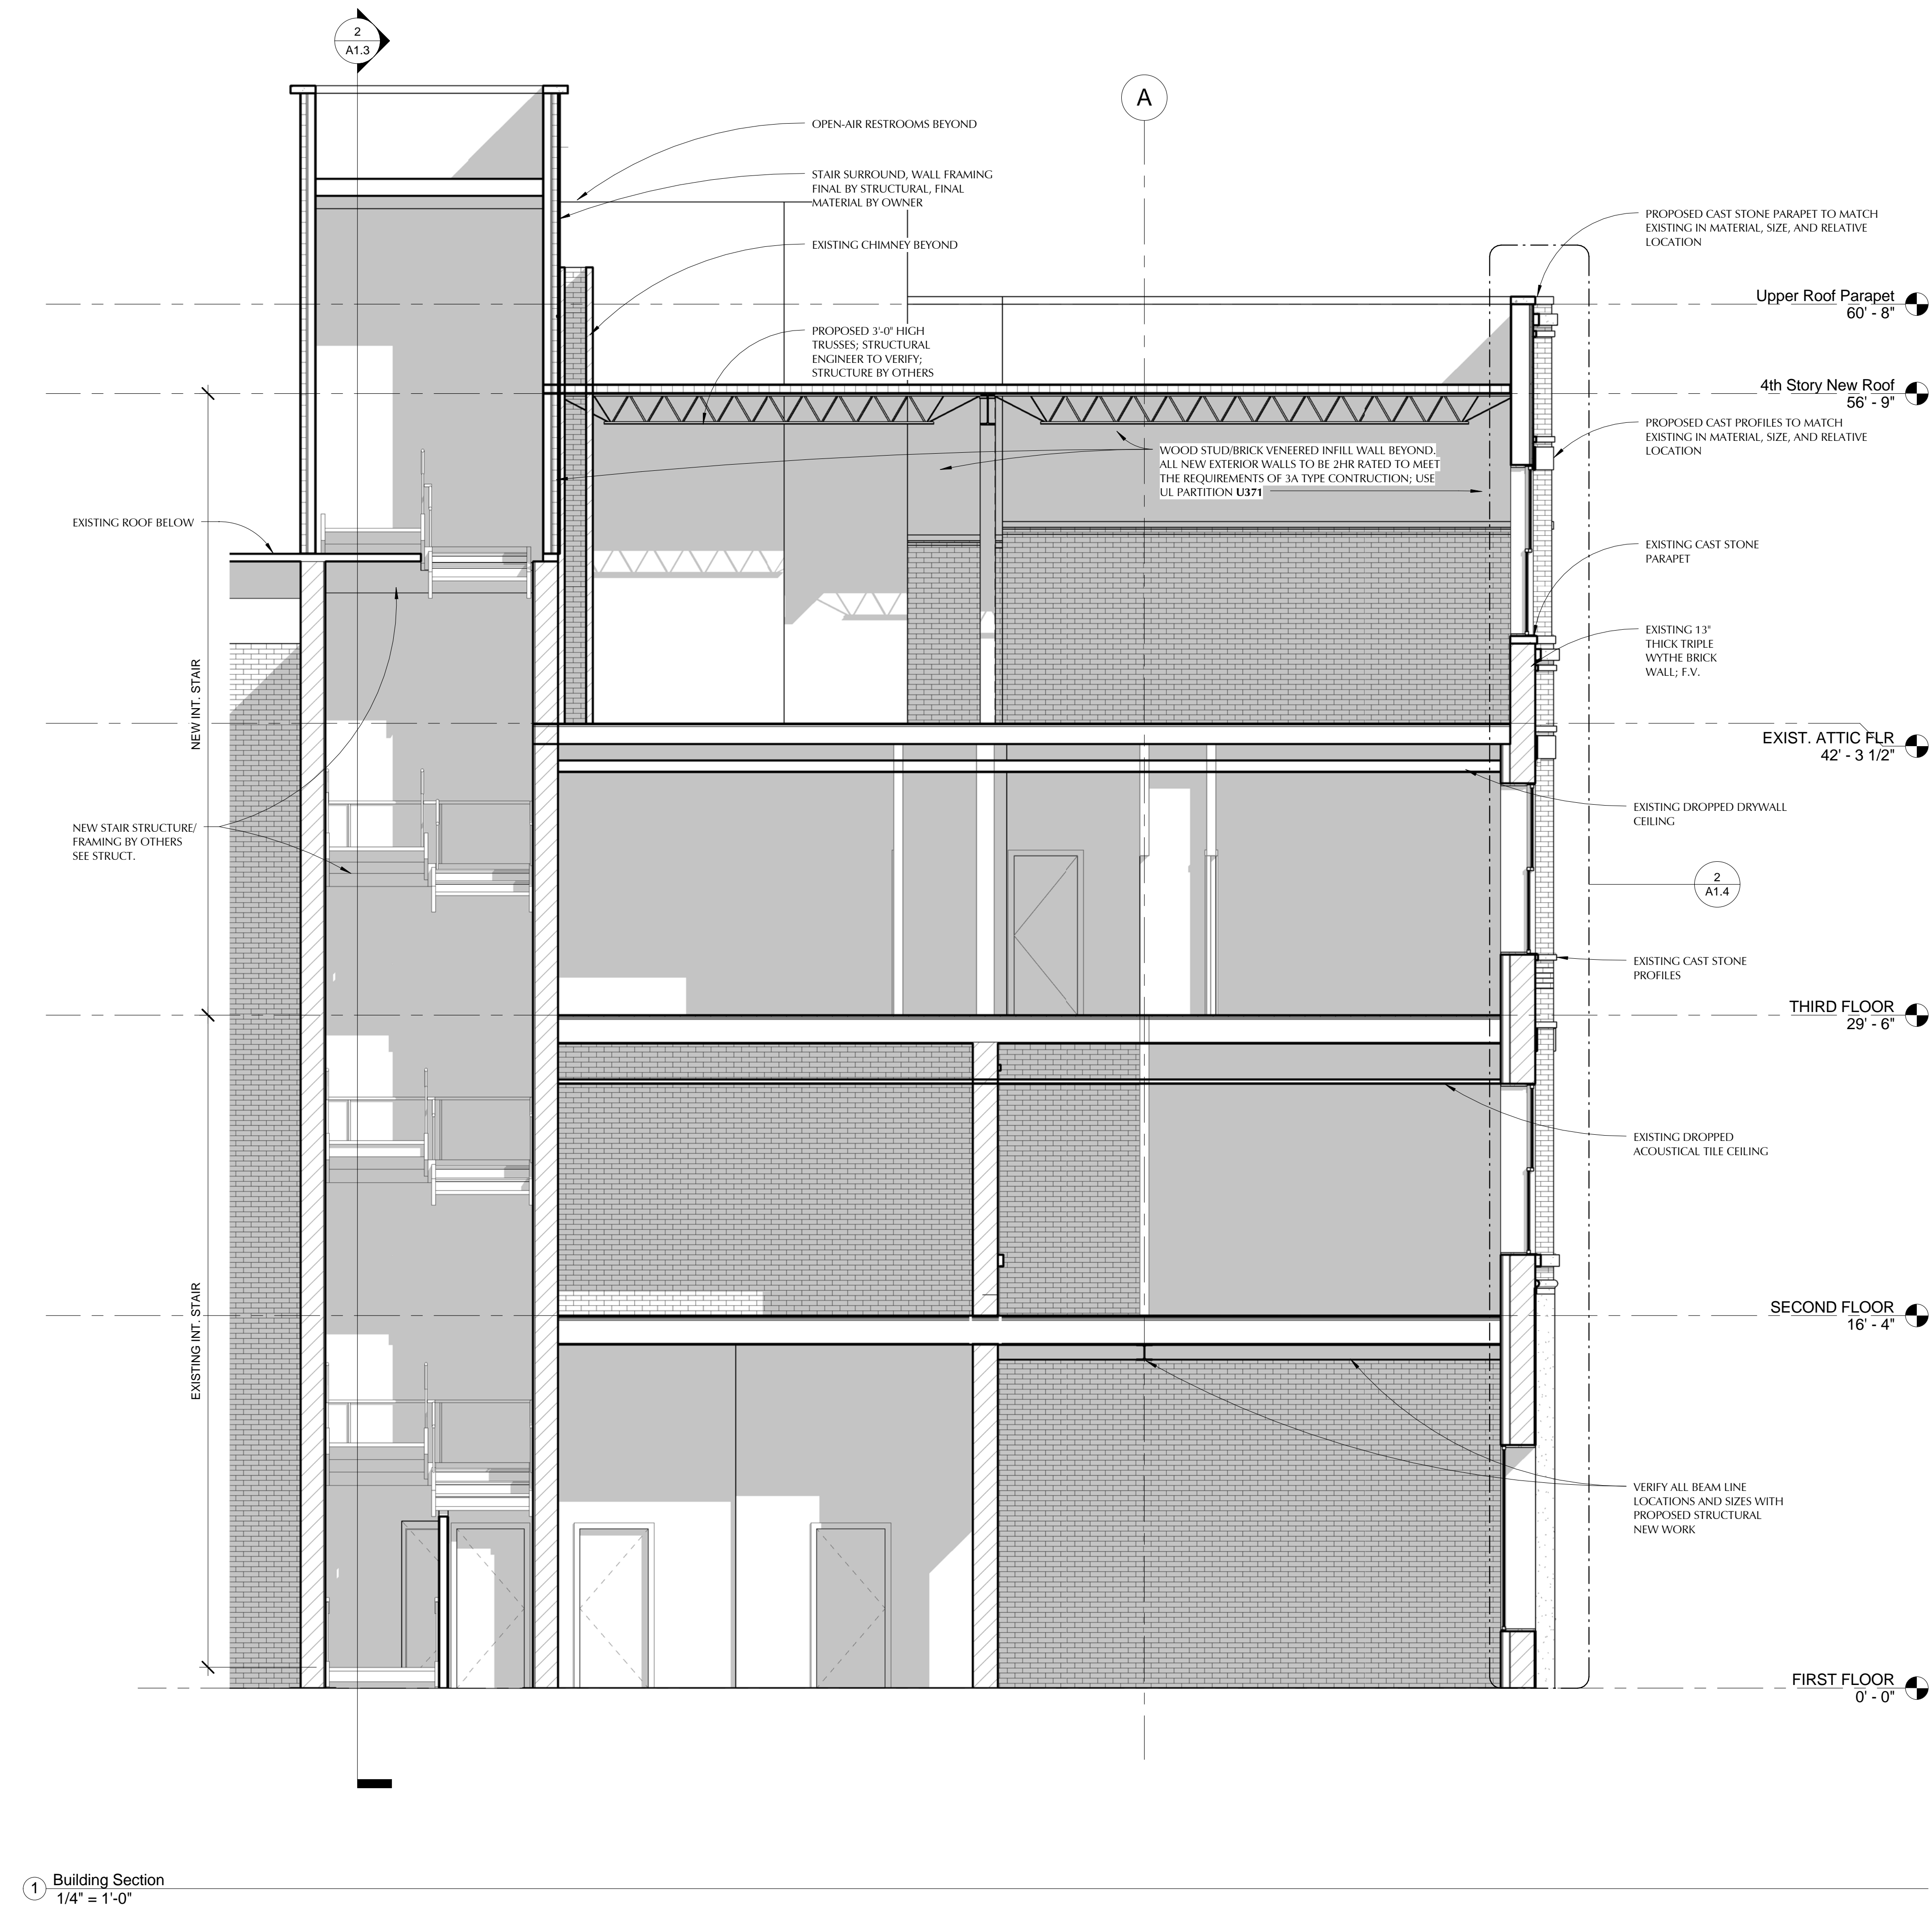 2
A1.3
A
OPEN-AIR RESTROOMS BEYOND
STAIR SURROUND, WALL FRAMING
FINAL BY STRUCTURAL, FINAL
MATERIAL BY OWNER
EXISTING CHIMNEY BEYOND
PROPOSED 3'-0" HIGH
TRUSSES; STRUCTURAL
ENGINEER TO VERIFY;
STRUCTURE BY OTHERS
PROPOSED CAST STONE PARAPET TO MATCH
EXISTING IN MATERIAL, SIZE, AND RELATIVE
LOCATION
Upper Roof Parapet
60' - 8"
4th Story New Roof
56' - 9"
PROPOSED CAST PROFILES TO MATCH
EXISTING IN MATERIAL, SIZE, AND RELATIVE
LOCATION
WOOD STUD/BRICK VENEERED INFILL WALL BEYOND.
ALL NEW EXTERIOR WALLS TO BE 2HR RATED TO MEET
THE REQUIREMENTS OF 3A TYPE CONTRUCTION; USE
UL PARTITION U371
EXISTING ROOF BELOW
EXISTING CAST STONE
PARAPET
EXISTING 13"
THICK TRIPLE
WYTHE BRICK
WALL; F.V.
NEW INT. STAIR
EXIST. ATTIC FLR
42' - 3 1/2"
EXISTING DROPPED DRYWALL
CEILING
NEW STAIR STRUCTURE/
FRAMING BY OTHERS
SEE STRUCT.
2
A1.4
EXISTING CAST STONE
PROFILES
THIRD FLOOR
29' - 6"
EXISTING DROPPED
ACOUSTICAL TILE CEILING
EXISTING INT. STAIR
SECOND FLOOR
16' - 4"
VERIFY ALL BEAM LINE
LOCATIONS AND SIZES WITH
PROPOSED STRUCTURAL
NEW WORK
FIRST FLOOR
0' - 0"
1
Building Section
1/4" = 1'-0"